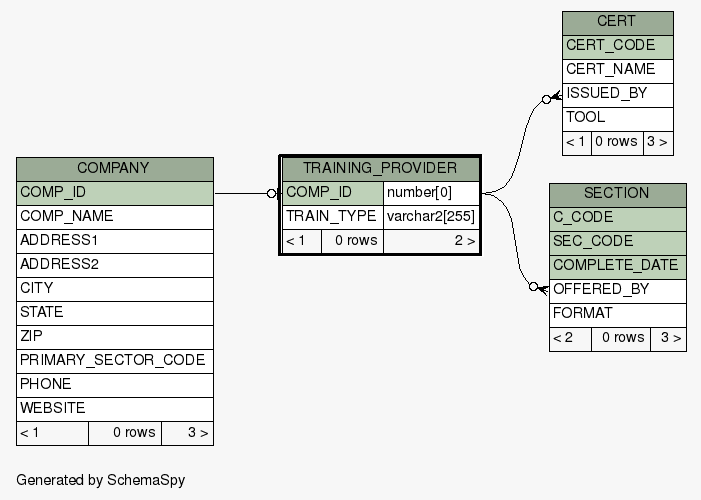 CERT
CERT_CODE
CERT_NAME
ISSUED_BY
TOOL
< 1 0 rows 3 >
COMPANY
COMP_ID
COMP_NAME
ADDRESS1
ADDRESS2
CITY
STATE
ZIP
PRIMARY_SECTOR_CODE
PHONE
WEBSITE
< 1 0 rows 3 >
TRAINING_PROVIDER
COMP_ID number[0]
TRAIN_TYPE varchar2[255]
< 1 0 rows 2 >
SECTION
C_CODE
SEC_CODE
COMPLETE_DATE
OFFERED_BY
FORMAT
< 2 0 rows 3 >
Generated by SchemaSpy